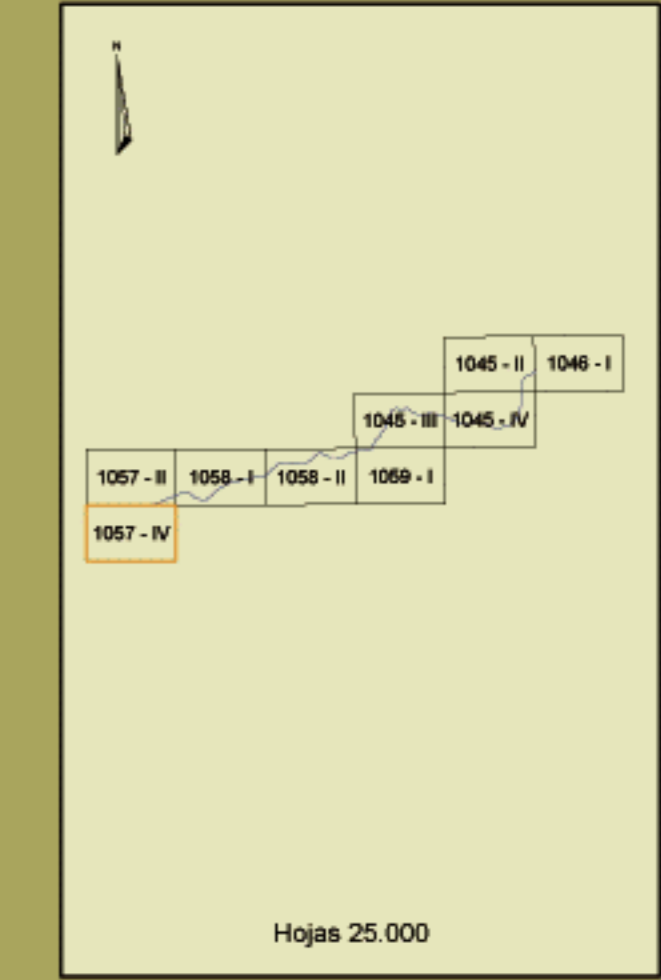 N
1045 - II 1046 - I
1045 - III 1045 - IV
1057 - II 1058 - I 1058 - II 1059 - I
1057 - IV
Hojas 25.000